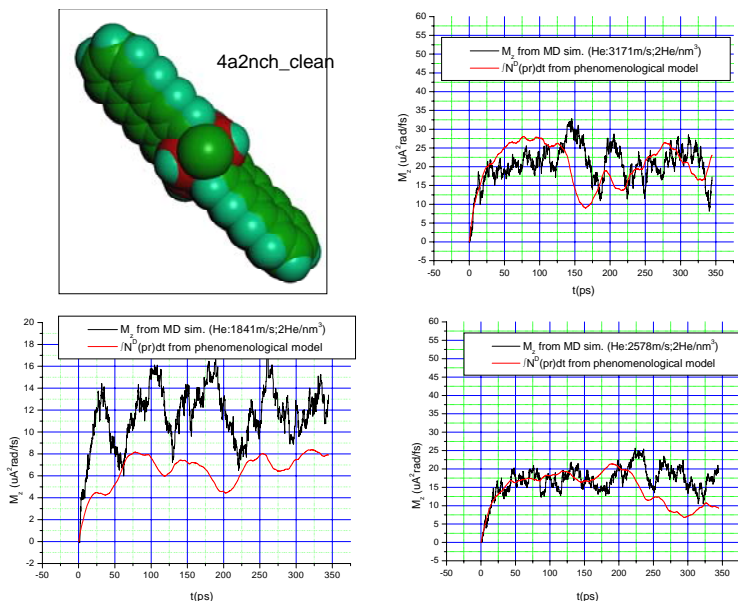 4a2nch_clean
60
55
50
45
40
35
30
25
20
15
10
5
0
-5
M_z (uA²rad/fs)
M_z from MD sim. (He:3171m/s;2He/nm³)
∫N^D(pr)dt from phenomenological model
-50 0 50 100 150 200 250 300 350
t(ps)
20
18
16
14
12
10
8
6
4
2
0
-2
M_z (uA²rad/fs)
M_z from MD sim. (He:1841m/s;2He/nm³)
∫N^D(pr)dt from phenomenological model
-50 0 50 100 150 200 250 300 350
t(ps)
60
55
50
45
40
35
30
25
20
15
10
5
0
-5
M_z (uA²rad/fs)
M_z from MD sim. (He:2578m/s;2He/nm³)
∫N^D(pr)dt from phenomenological model
-50 0 50 100 150 200 250 300 350
t(ps)